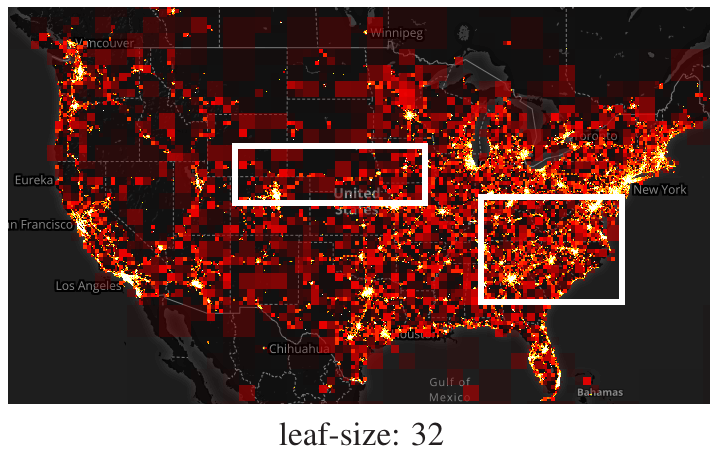 Vancouver
Winnipeg
Toronto
Eureka
New York
United
States
San Francisco
Los Angeles
Chihuahua
Houston
Gulf of
Mexico
Bahamas
leaf-size: 32